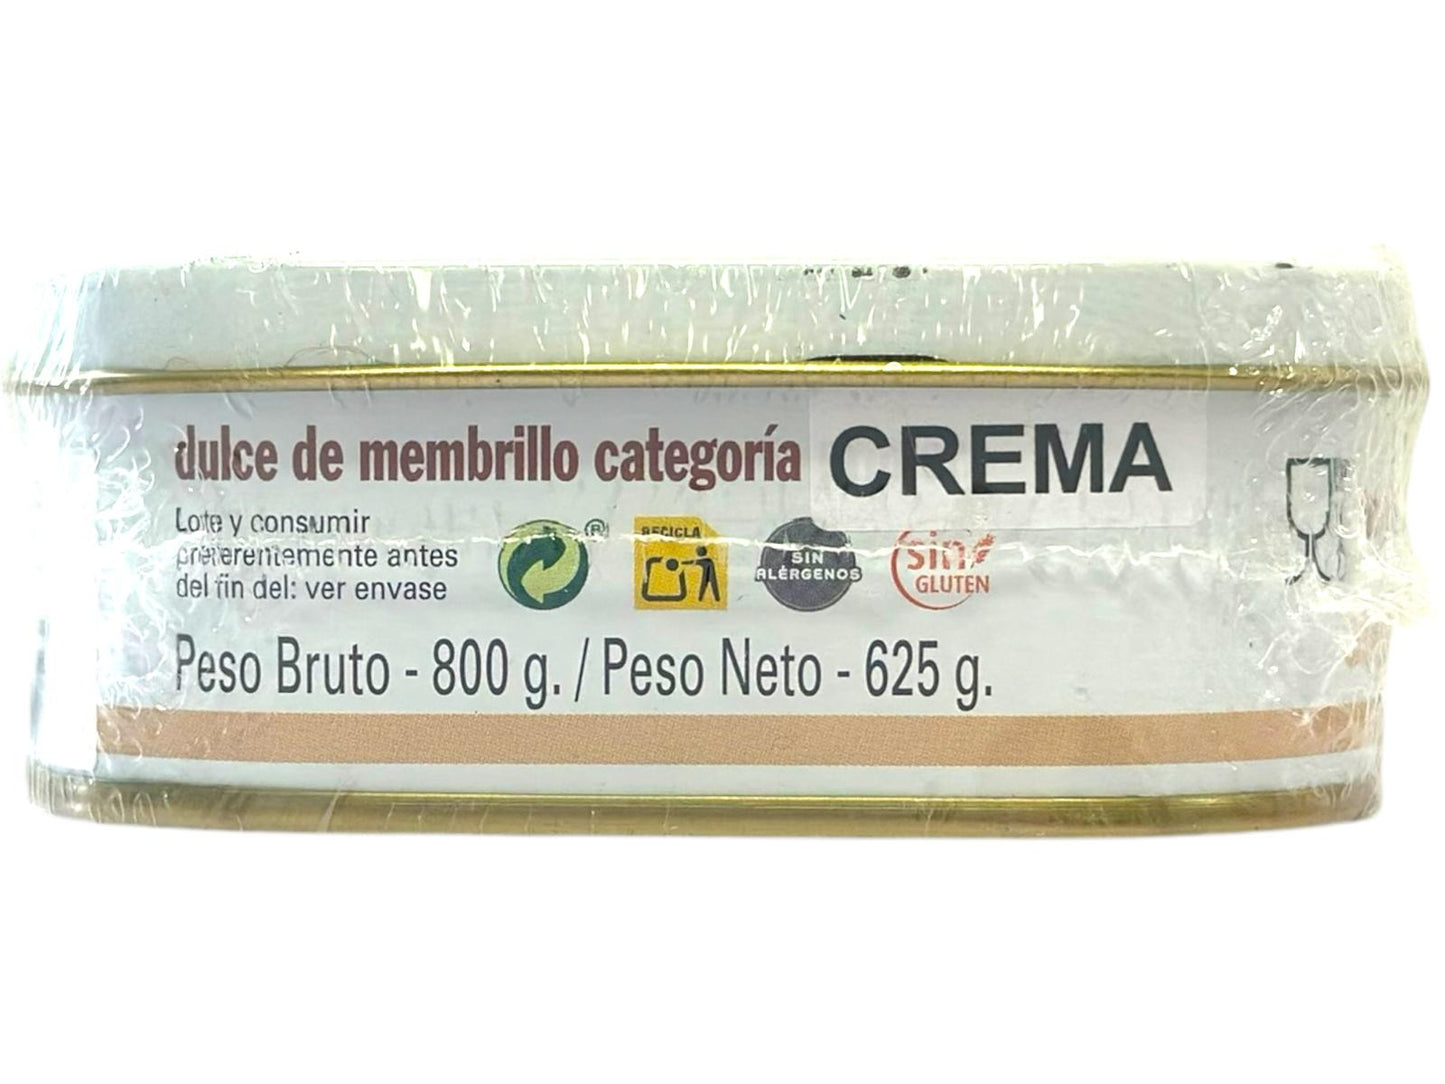 dulce de membrillo categoría CREMA
Lote y consumir
preferentemente antes
del fin del: ver envase
®
RECICLA
SIN
ALÉRGENOS
sin
GLUTEN
Peso Bruto - 800 g. / Peso Neto - 625 g.